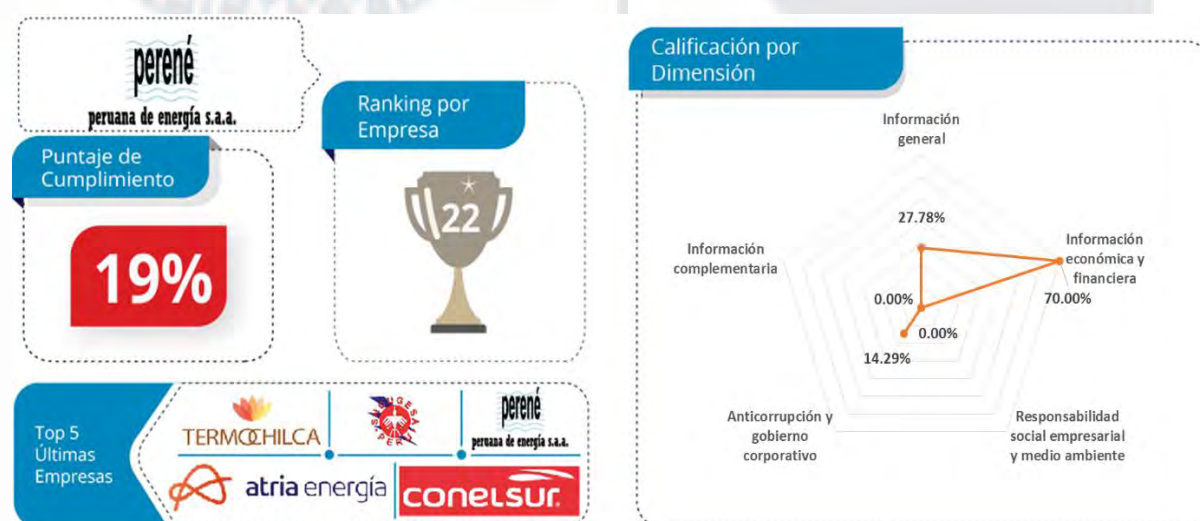 perené
peruana de energía s.a.a.
Puntaje de
Cumplimiento
19%
Ranking por
Empresa
22
Top 5
Últimas
Empresas
TERMOCHILCA
perené
peruana de energía s.a.a.
atria energía
conelsur
Calificación por
Dimensión
Información
general
27.78%
Información
económica y
financiera
70.00%
Información
complementaria
0.00%
0.00%
14.29%
Anticorrupción y
gobierno
corporativo
Responsabilidad
social empresarial
y medio ambiente